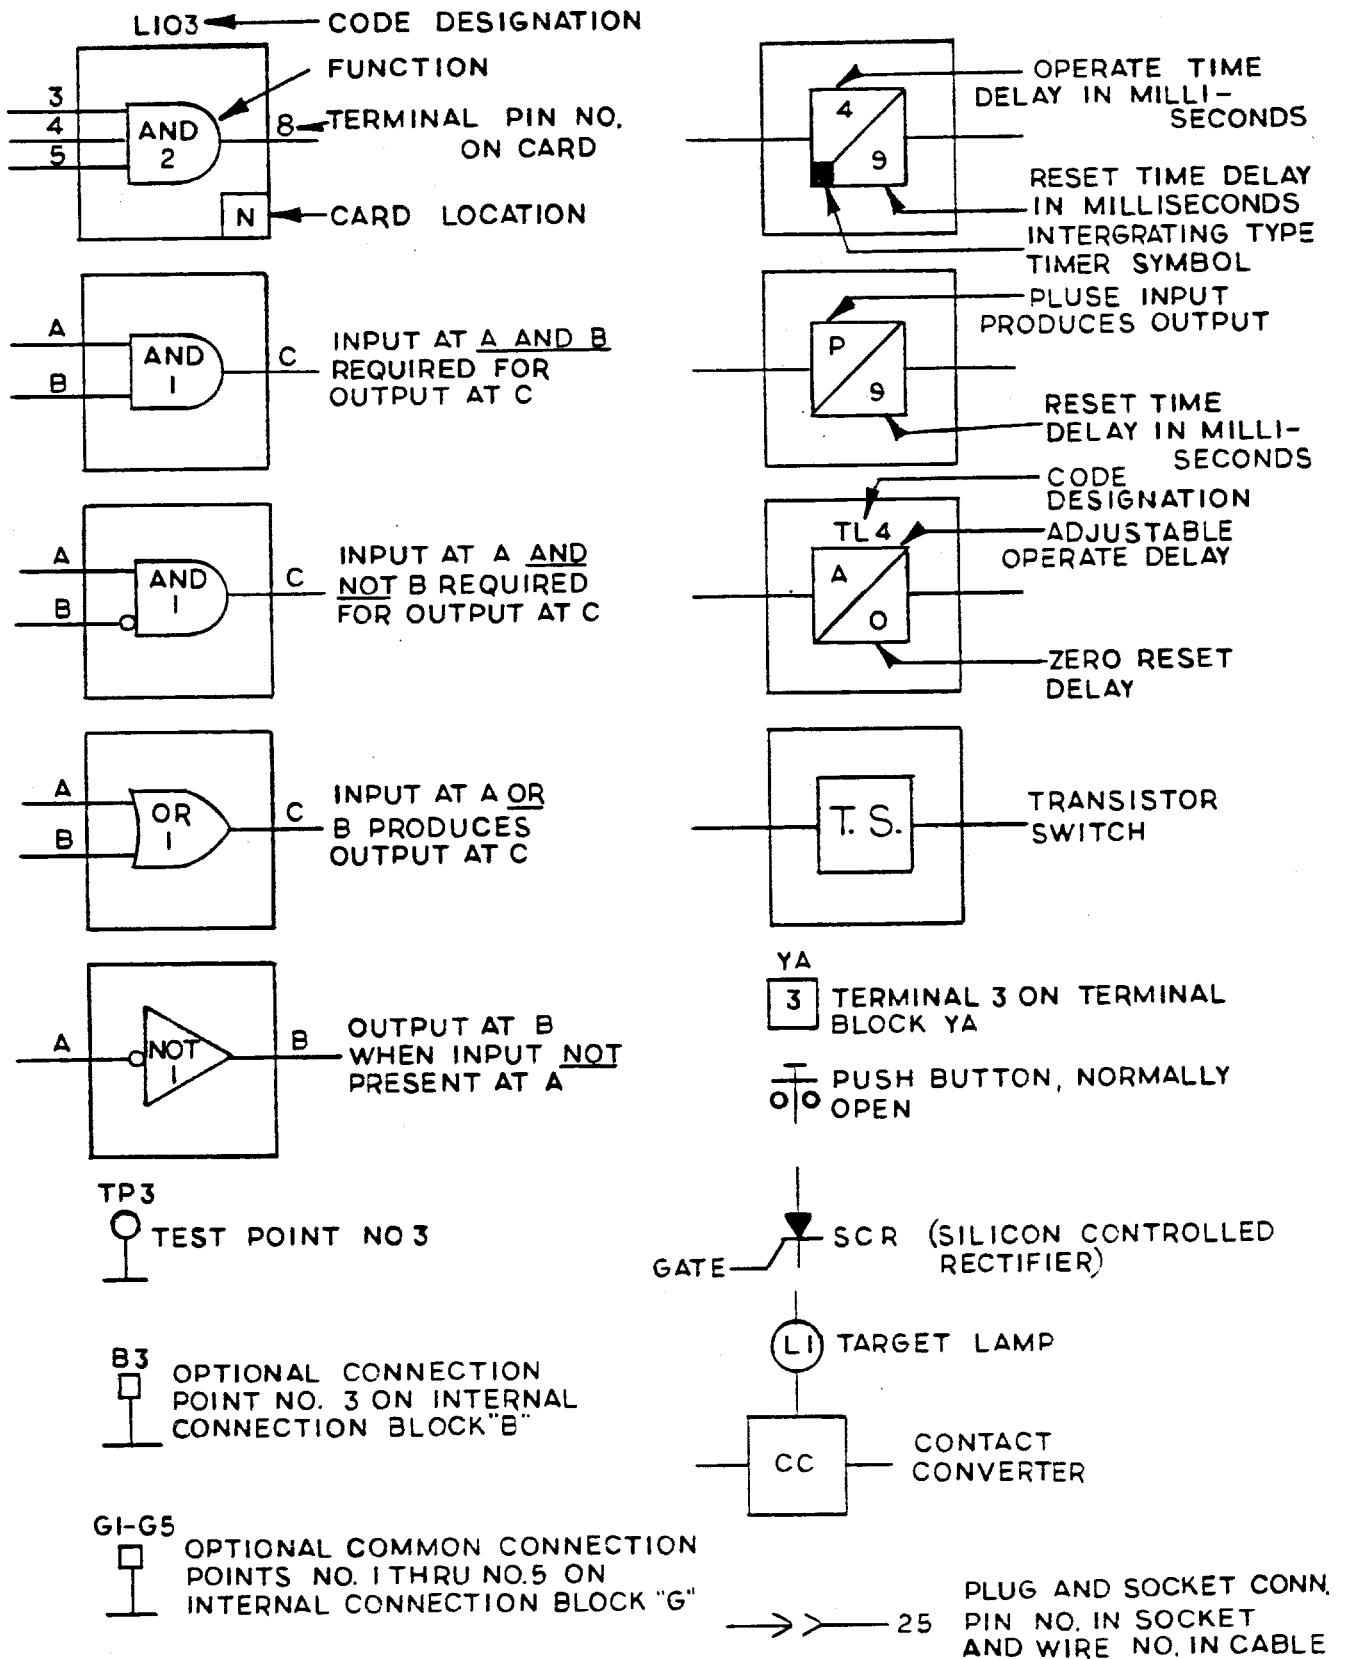 L103 CODE DESIGNATION
FUNCTION
3
4
5
AND
2
8 TERMINAL PIN NO.
ON CARD
N CARD LOCATION
A
B
AND
1
C
INPUT AT A AND B
REQUIRED FOR
OUTPUT AT C
A
B
AND
1
C
INPUT AT A AND
NOT B REQUIRED
FOR OUTPUT AT C
A
B
OR
1
C
INPUT AT A OR
B PRODUCES
OUTPUT AT C
A
NOT
1
B
OUTPUT AT B
WHEN INPUT NOT
PRESENT AT A
TP3
TEST POINT NO 3
B3
OPTIONAL CONNECTION
POINT NO. 3 ON INTERNAL
CONNECTION BLOCK "B"
G1-G5
OPTIONAL COMMON CONNECTION
POINTS NO. 1 THRU NO.5 ON
INTERNAL CONNECTION BLOCK "G"
4
9
OPERATE TIME
DELAY IN MILLI-
SECONDS
RESET TIME DELAY
IN MILLISECONDS
INTERGRATING TYPE
TIMER SYMBOL
P
9
PLUSE INPUT
PRODUCES OUTPUT
RESET TIME
DELAY IN MILLI-
SECONDS
CODE
DESIGNATION
TL4
A
0
ADJUSTABLE
OPERATE DELAY
ZERO RESET
DELAY
T. S.
TRANSISTOR
SWITCH
YA
3
TERMINAL 3 ON TERMINAL
BLOCK YA
PUSH BUTTON, NORMALLY
OPEN
GATE
SCR (SILICON CONTROLLED
RECTIFIER)
L1 TARGET LAMP
CC
CONTACT
CONVERTER
25
PLUG AND SOCKET CONN.
PIN NO. IN SOCKET
AND WIRE NO. IN CABLE